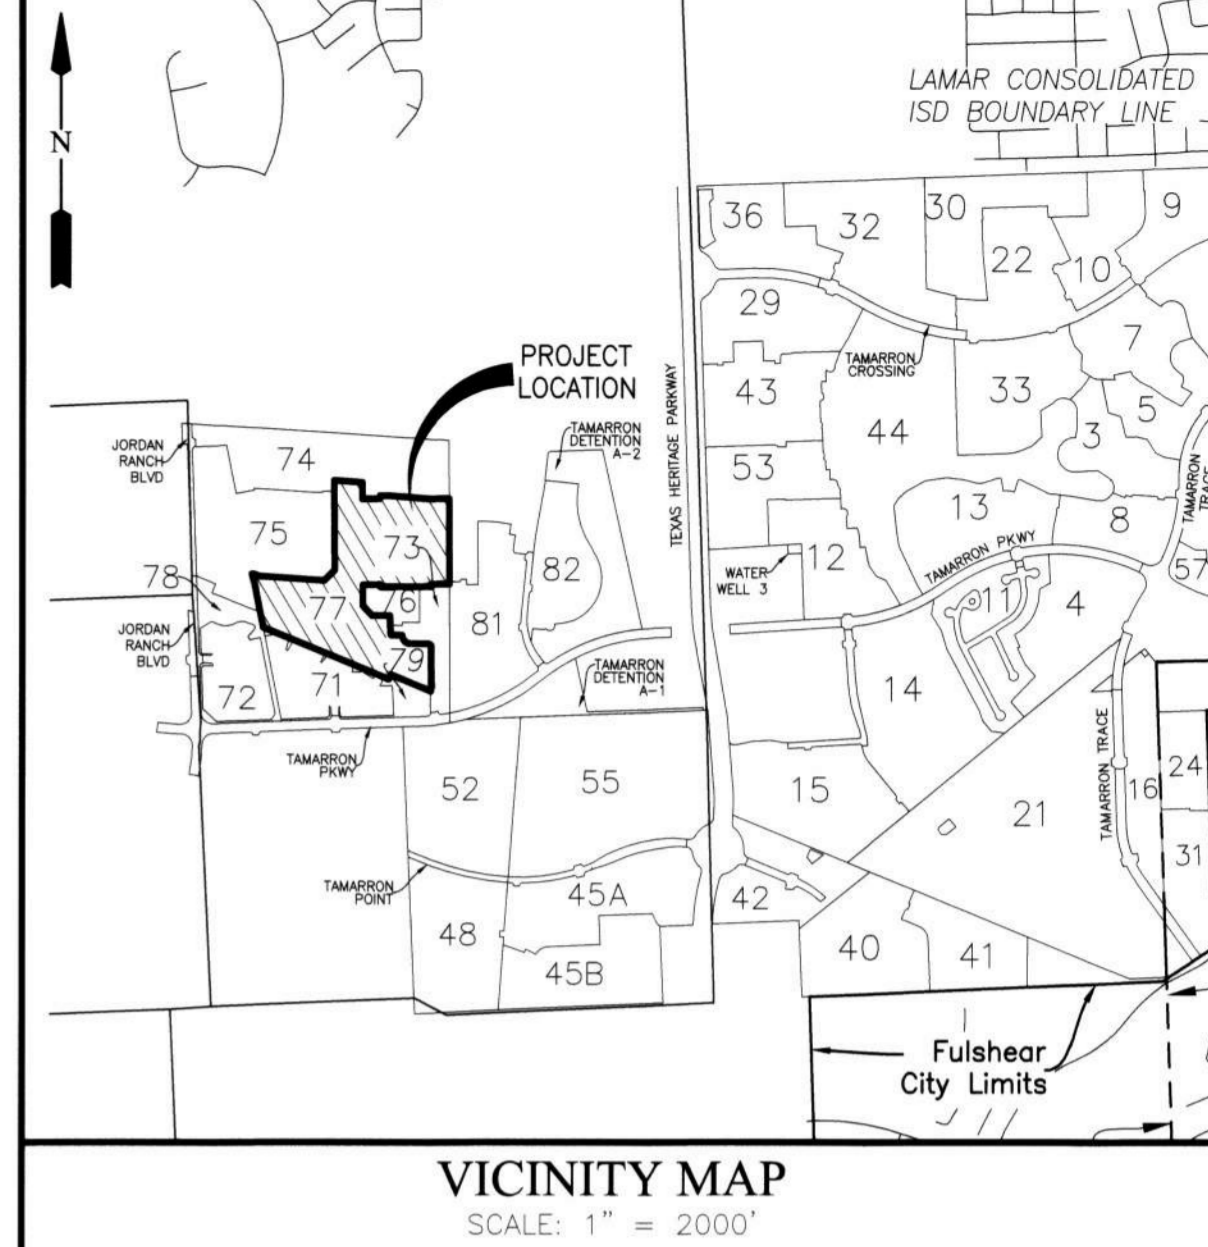 N
LAMAR CONSOLIDATED
ISD BOUNDARY LINE
36
32
30
22
10
9
29
7
TAMARRON
CROSSING
PROJECT
LOCATION
TEXAS HERITAGE PARKWAY
43
44
33
3
5
JORDAN
RANCH
BLVD
74
TAMARRON
DETENTION
A-2
53
13
8
TAMARRON
75
73
82
WATER
WELL 3
12
TAMARRON PKWY
57
78
77
6
81
11
4
JORDAN
RANCH
BLVD
79
72
71
TAMARRON
DETENTION
A-1
14
TAMARRON
PKWY
52
55
15
21
TAMARRON TRACE
16
24
31
TAMARRON
POINT
45A
42
48
45B
40
41
Fulshear
City Limits
VICINITY MAP
SCALE: 1" = 2000'